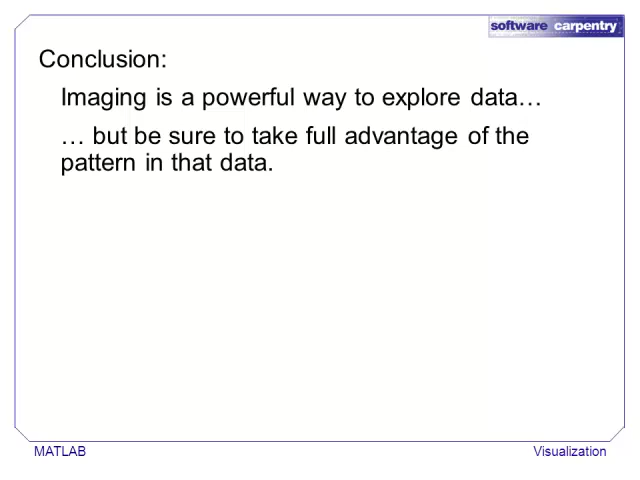 software carpentry
Conclusion:
Imaging is a powerful way to explore data…
… but be sure to take full advantage of the
pattern in that data.
MATLAB
Visualization